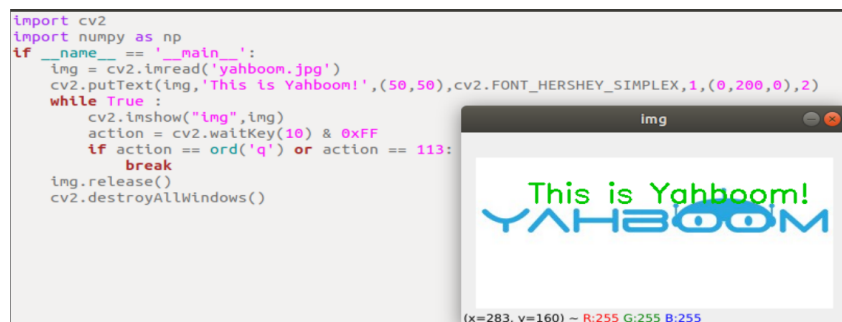 import cv2
import numpy as np
if __name__ == '__main__':
    img = cv2.imread('yahboom.jpg')
    cv2.putText(img,'This is Yahboom!',(50,50),cv2.FONT_HERSHEY_SIMPLEX,1,(0,200,0),2)
    while True :
        cv2.imshow("img",img)
        action = cv2.waitKey(10) & 0xFF
        if action == ord('q') or action == 113:
            break
    img.release()
    cv2.destroyAllWindows()
img
This is Yahboom!
YAHBOOM
(x=283, y=160) ~ R:255 G:255 B:255